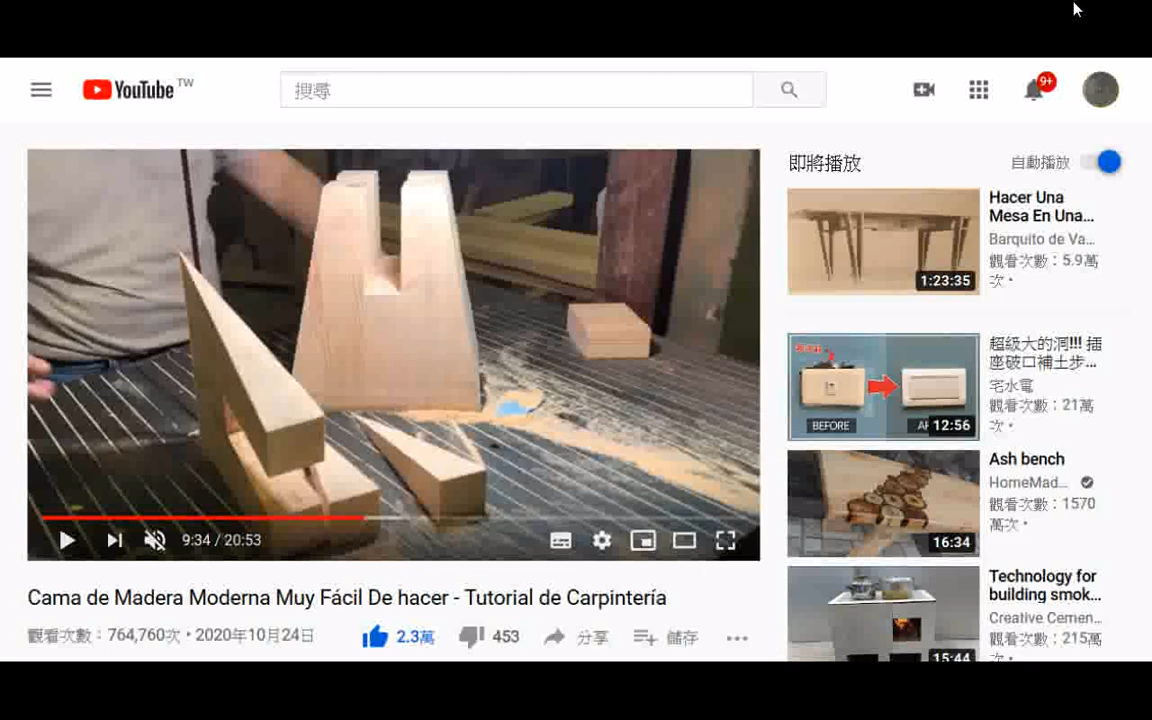 YouTube TW
搜尋
9+
即將播放
自動播放
Hacer Una
Mesa En Una...
Barquito de Va...
觀看次數：5.9萬
次・
1:23:35
超級大的洞!!! 插
座破口補土步...
宅水電
觀看次數：21萬
次・
BEFORE
12:56
Ash bench
HomeMad...
觀看次數：1570
萬次・
16:34
Technology for
building smok...
Creative Cemen...
觀看次數：215萬
次・
15:44
9:34 / 20:53
Cama de Madera Moderna Muy Fácil De hacer - Tutorial de Carpintería
觀看次數：764,760次・2020年10月24日
2.3萬
453
分享
儲存